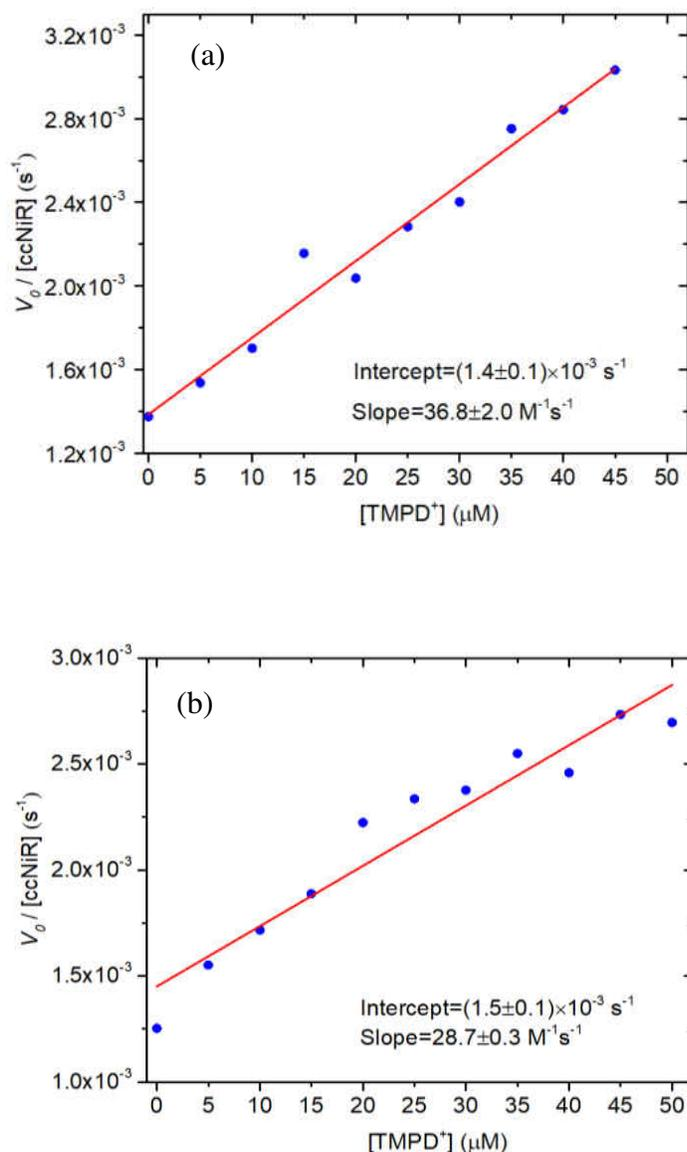 (a)
V0 / [ccNiR] (s⁻¹)
3.2x10⁻³
2.8x10⁻³
2.4x10⁻³
2.0x10⁻³
1.6x10⁻³
1.2x10⁻³
Intercept=(1.4±0.1)×10⁻³ s⁻¹
Slope=36.8±2.0 M⁻¹s⁻¹
0 5 10 15 20 25 30 35 40 45 50
[TMPD⁺] (μM)
(b)
V0 / [ccNiR] (s⁻¹)
3.0x10⁻³
2.5x10⁻³
2.0x10⁻³
1.5x10⁻³
1.0x10⁻³
Intercept=(1.5±0.1)×10⁻³ s⁻¹
Slope=28.7±0.3 M⁻¹s⁻¹
0 5 10 15 20 25 30 35 40 45 50
[TMPD⁺] (μM)